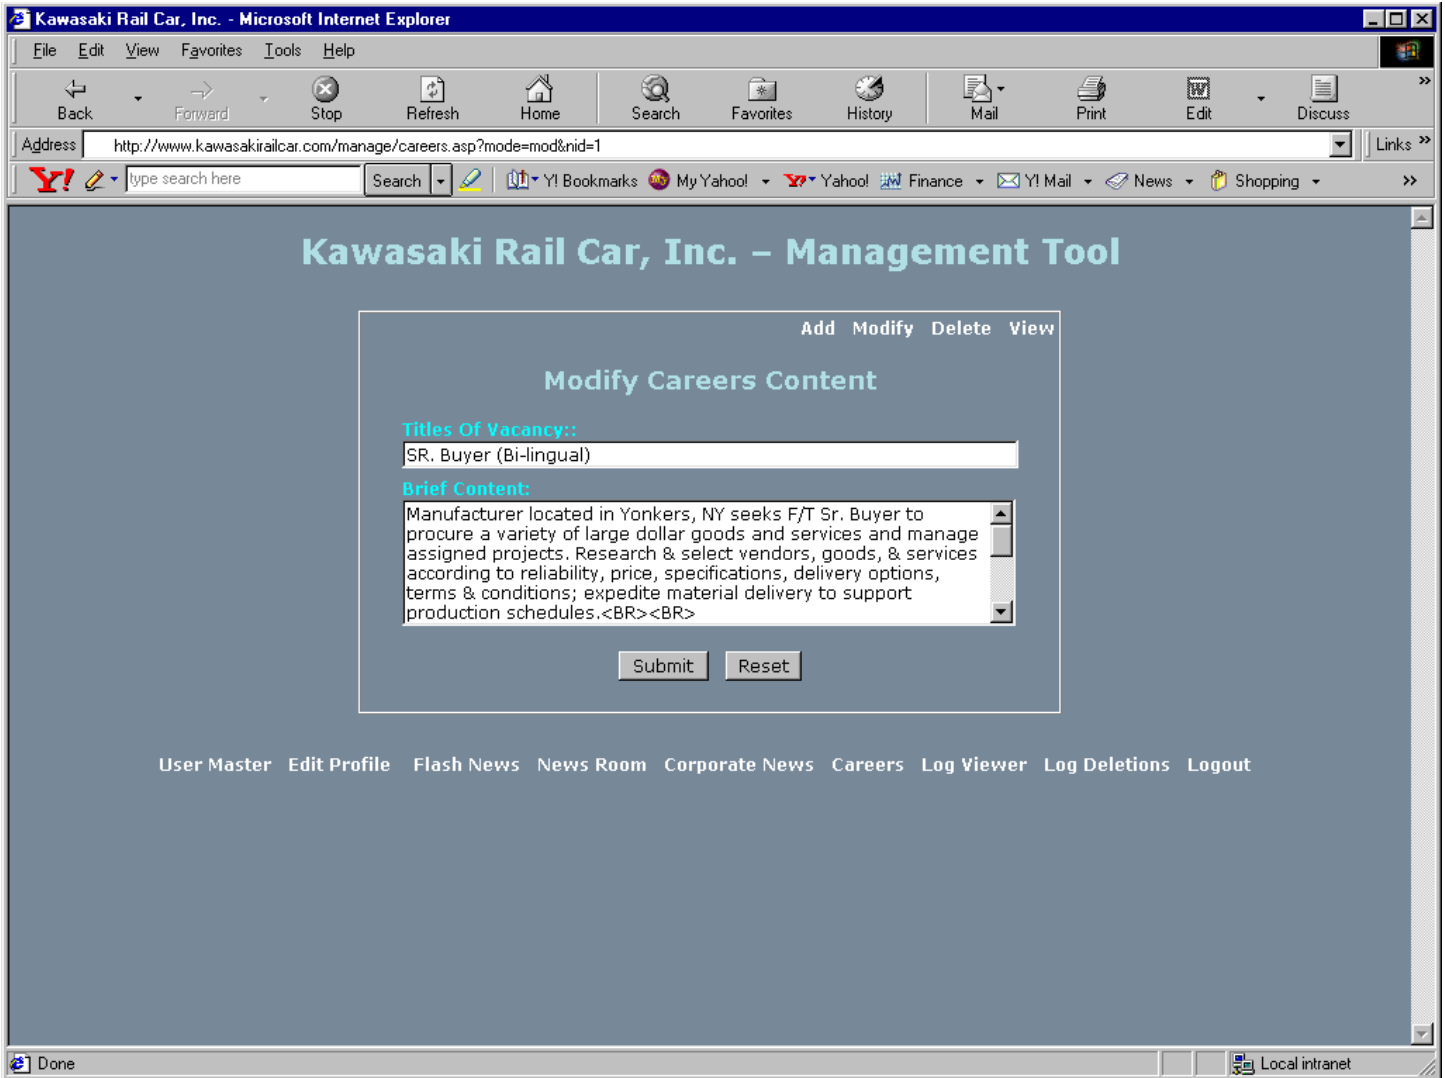 Kawasaki Rail Car, Inc. - Microsoft Internet Explorer
File Edit View Favorites Tools Help
Back Forward Stop Refresh Home Search Favorites History Mail Print Edit Discuss »
Address http://www.kawasakirailcar.com/manage/careers.asp?mode=mod&nid=1 Links »
Y! type search here Search Y! Bookmarks My Yahoo! Y? Yahoo! Finance Y! Mail News Shopping »
Kawasaki Rail Car, Inc. – Management Tool
Add Modify Delete View
Modify Careers Content
Titles Of Vacancy::
SR. Buyer (Bi-lingual)
Brief Content:
Manufacturer located in Yonkers, NY seeks F/T Sr. Buyer to
procure a variety of large dollar goods and services and manage
assigned projects. Research & select vendors, goods, & services
according to reliability, price, specifications, delivery options,
terms & conditions; expedite material delivery to support
production schedules.<BR><BR>
Submit Reset
User Master Edit Profile Flash News News Room Corporate News Careers Log Viewer Log Deletions Logout
Done Local intranet